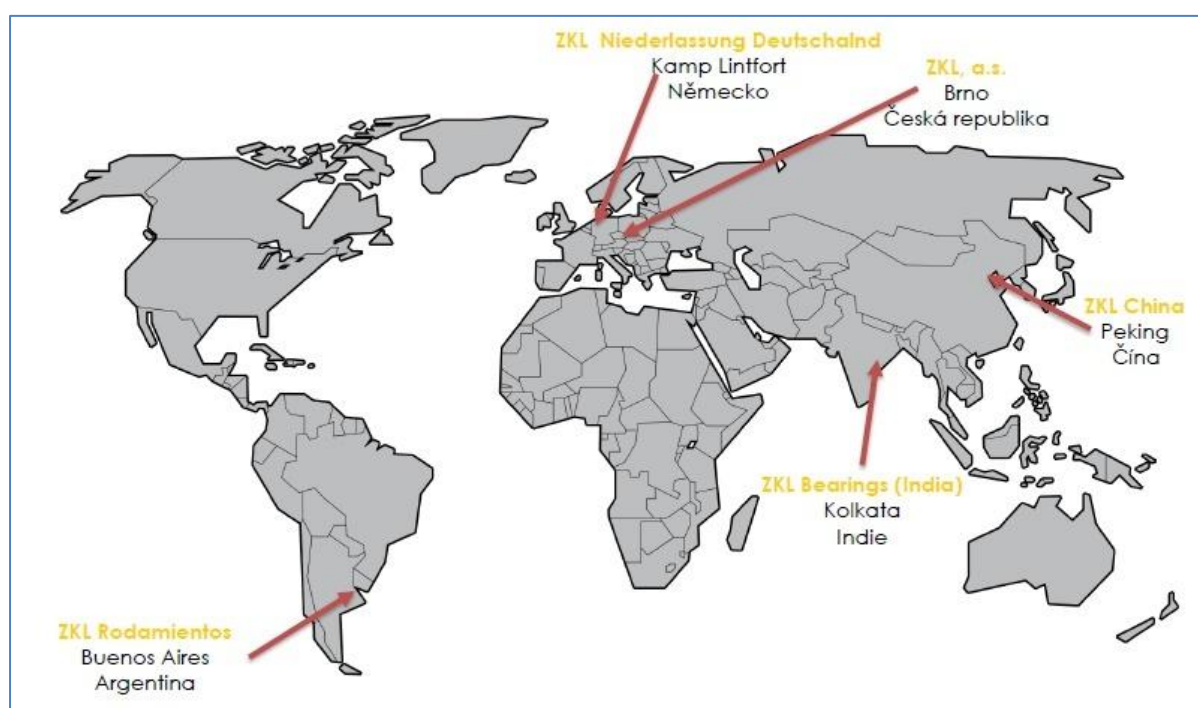 ZKL Niederlassung Deutschalnd
Kamp Lintfort
Německo
ZKL, a.s.
Brno
Česká republika
ZKL China
Peking
Čína
ZKL Bearings (India)
Kolkata
Indie
ZKL Rodamientos
Buenos Aires
Argentina